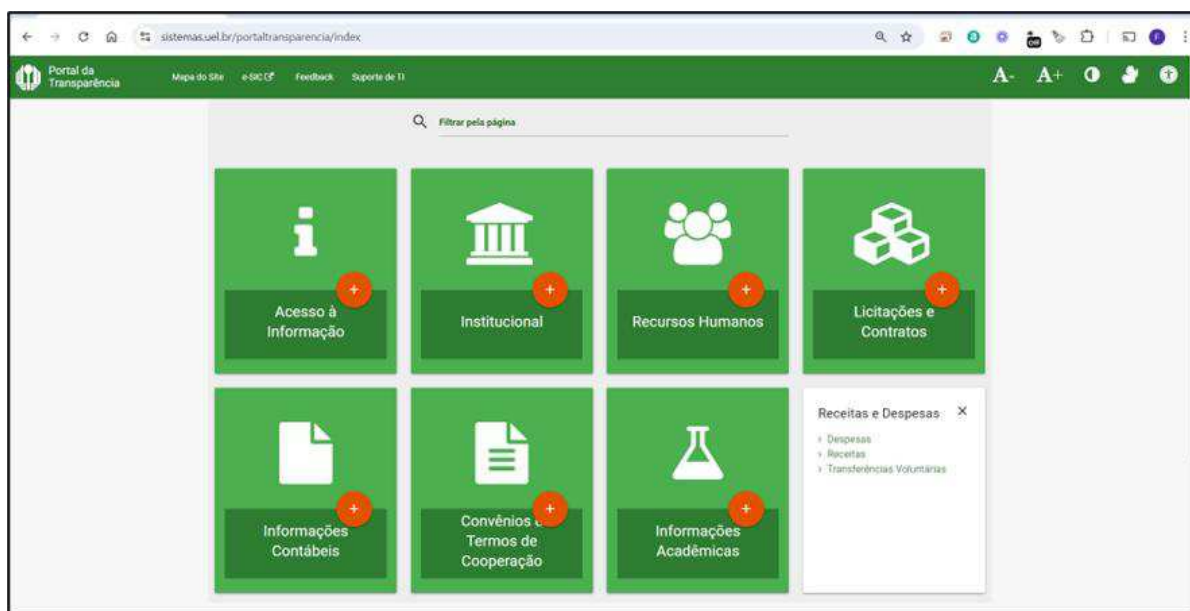 sistemas.uel.br/portaltransparencia/index
Portal da
Transparência
Mapa do Site
e-SIC
Feedback
Suporte de TI
A-
A+
Filtrar pela página
Acesso à
Informação
Institucional
Recursos Humanos
Licitações e
Contratos
Informações
Contábeis
Convênios e
Termos de
Cooperação
Informações
Acadêmicas
Receitas e Despesas
Despesas
Receitas
Transferências Voluntárias